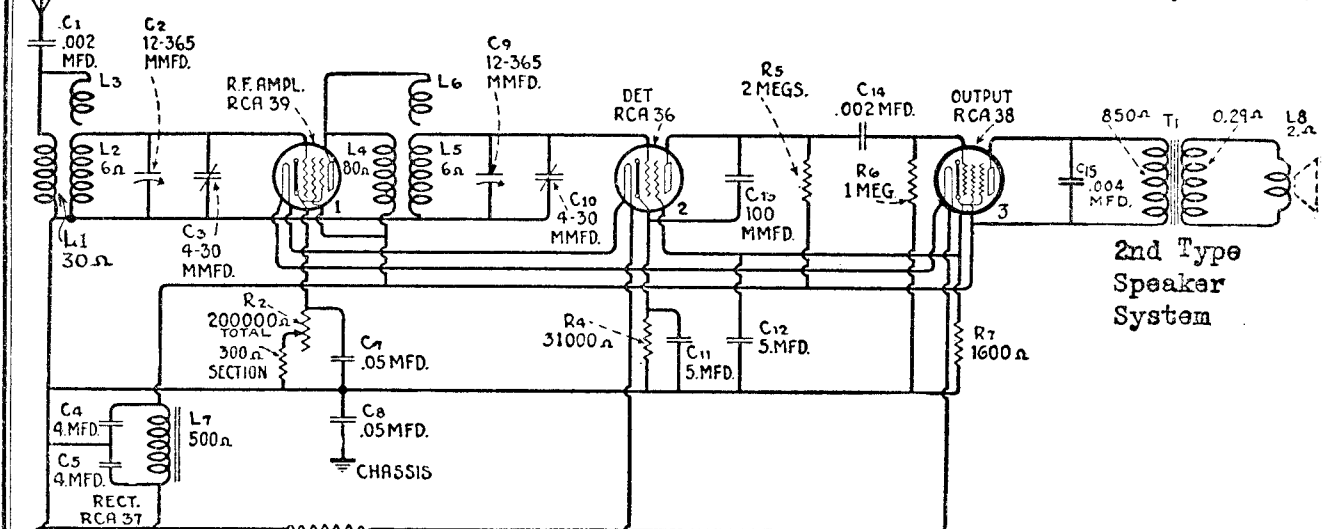 C1
.002
MFD.
C2
12-365
MMFD.
L3
R.F. AMPL.
RCA 39
C9
12-365
MMFD.
L6
DET
RCA 36
R5
2 MEGS.
C14
.002 MFD.
OUTPUT
RCA 38
850Ω
T1
0.29Ω
L8
2Ω
L2
6Ω
L4
80Ω
L5
6Ω
R6
1 MEG.
C15
.004
MFD.
1
2
3
L1
30Ω
C3
4-30
MMFD.
C10
4-30
MMFD.
C13
100
MMFD.
2nd Type
Speaker
System
R2
200000Ω
TOTAL
300Ω
SECTION
C7
.05 MFD.
R4
31000Ω
C11
5. MFD.
C12
5. MFD.
R7
1600Ω
C4
4. MFD.
L7
500Ω
C8
.05 MFD.
C5
4. MFD.
CHASSIS
RECT.
RCA 37